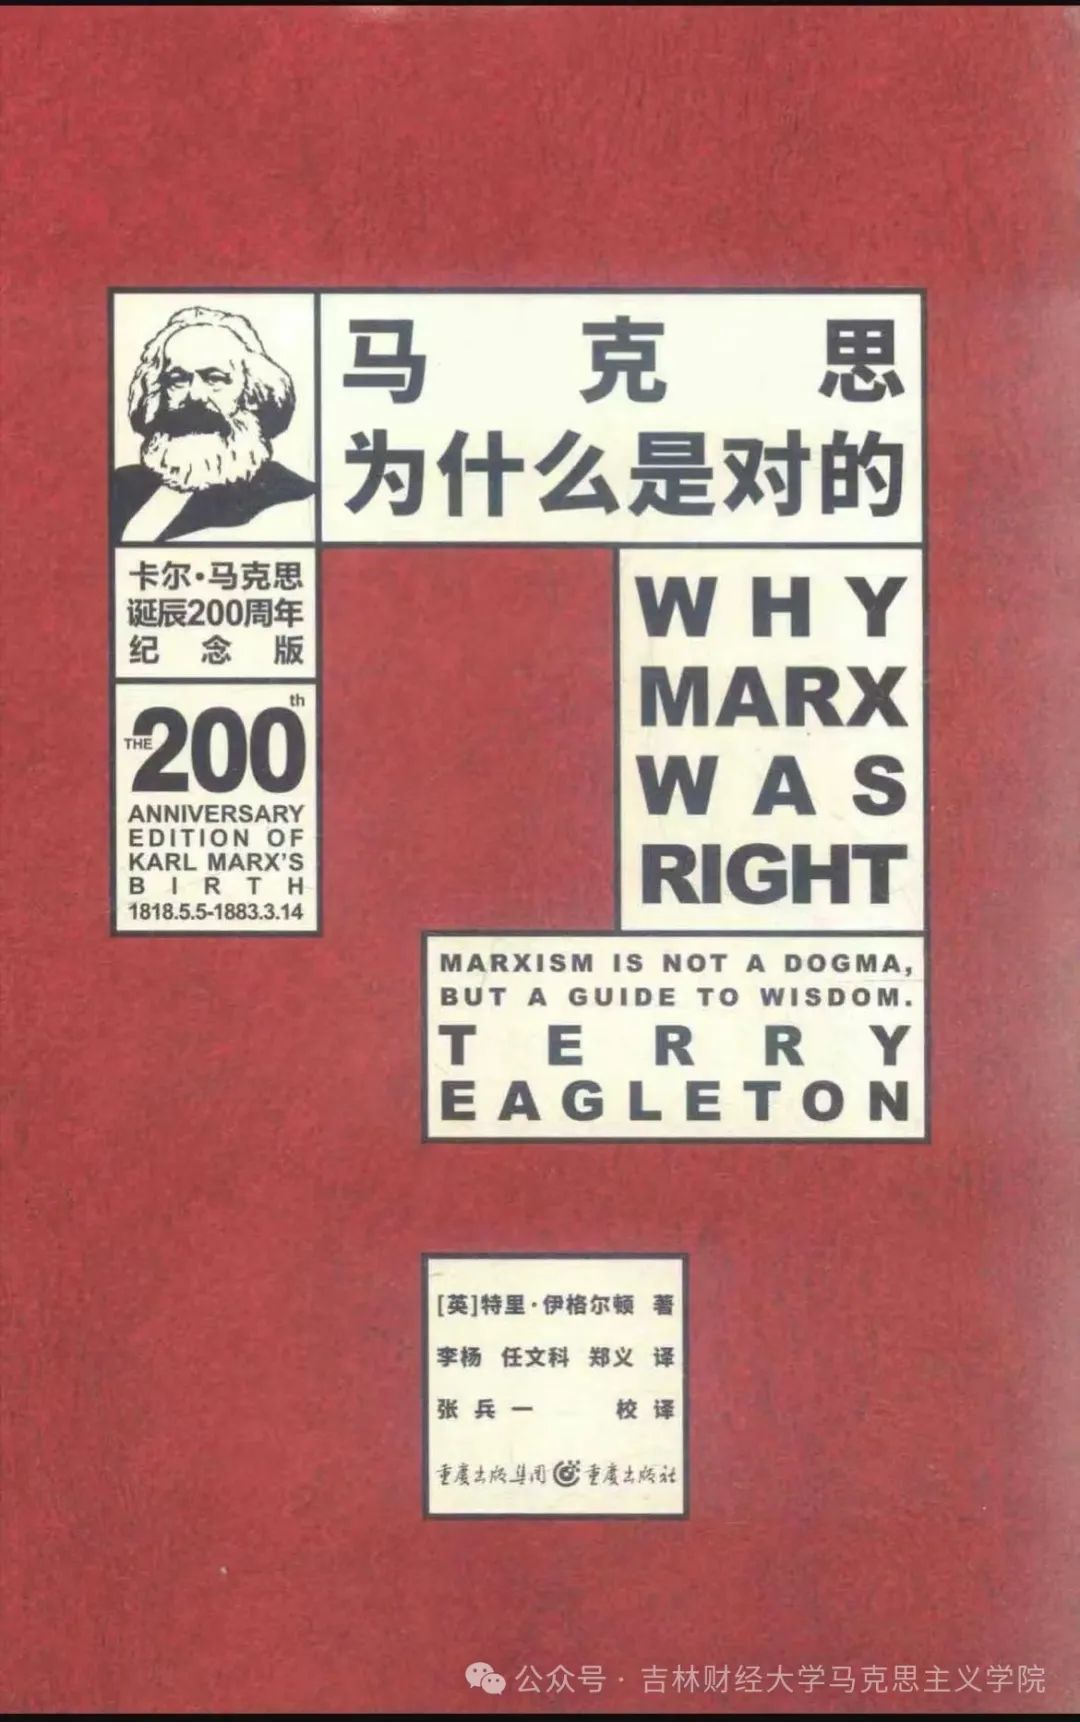 马克思
为什么是对的
卡尔·马克思
诞辰200周年
纪念版
THE 200th
ANNIVERSARY
EDITION OF
KARL MARX'S
BIRTH
1818.5.5-1883.3.14
WHY
MARX
WAS
RIGHT
MARXISM IS NOT A DOGMA,
BUT A GUIDE TO WISDOM.
TERRY
EAGLETON
[英]特里·伊格尔顿 著
李杨 任文科 郑义 译
张兵一 校译
重庆出版集团 重庆出版社
公众号·吉林财经大学马克思主义学院